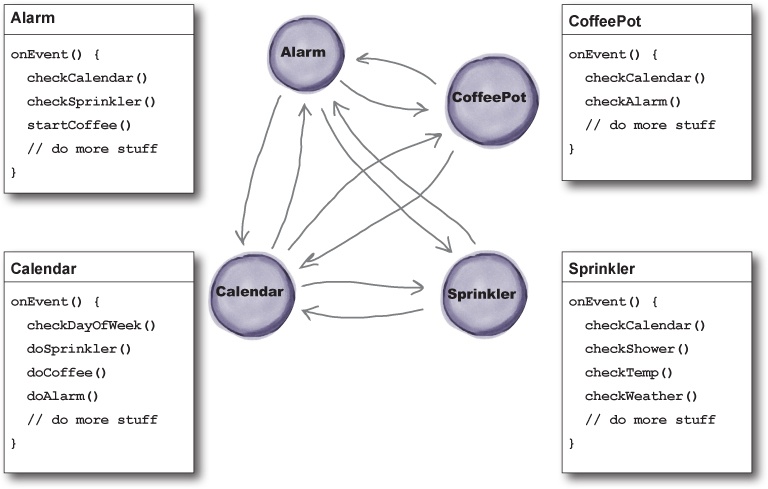 Alarm
onEvent() {
checkCalendar()
checkSprinkler()
startCoffee()
// do more stuff
}
Alarm
CoffeePot
CoffeePot
onEvent() {
checkCalendar()
checkAlarm()
// do more stuff
}
Calendar
onEvent() {
checkDayOfWeek()
doSprinkler()
doCoffee()
doAlarm()
// do more stuff
}
Calendar
Sprinkler
Sprinkler
onEvent() {
checkCalendar()
checkShower()
checkTemp()
checkWeather()
// do more stuff
}